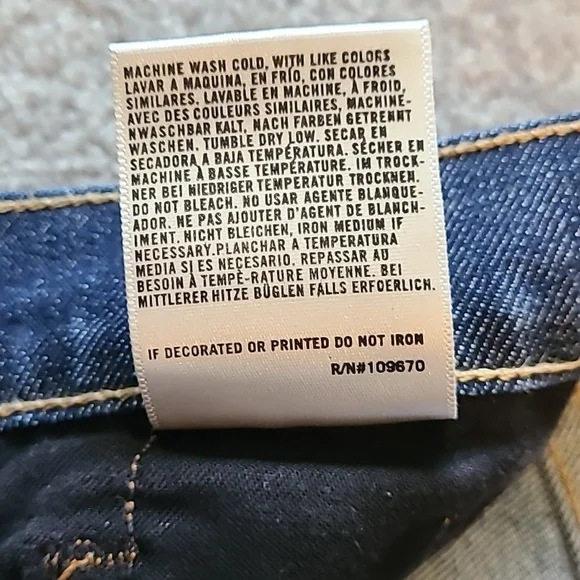 MACHINE WASH COLD, WITH LIKE COLORS
LAVAR A MAQUINA, EN FRÍO, CON COLORES
SIMILARES. LAVABLE EN MACHINE, À FROID,
AVEC DES COULEURS SIMILAIRES, MACHINE-
NWASCHBAR KALT, NACH FARBEN GETRENNT
WASCHEN. TUMBLE DRY LOW. SECAR EN
SECADORA A BAJA TEMPERATURA. SÉCHER EN
MACHINE À BASSE TEMPÉRATURE. IM TROCK-
NER BEI NIEDRIGER TEMPERATUR TROCKNEN.
DO NOT BLEACH. NO USAR AGENTE BLANQUE-
ADOR. NE PAS AJOUTER D'AGENT DE BLANCH-
IMENT. NICHT BLEICHEN, IRON MEDIUM IF
NECESSARY.PLANCHAR A TEMPERATURA
MEDIA SI ES NECESARIO. REPASSAR AU
BESOIN À TEMPÈ-RATURE MOYENNE. BEI
MITTLERER HITZE BÜGLEN FALLS ERFOERLICH.
IF DECORATED OR PRINTED DO NOT IRON
R/N#109670